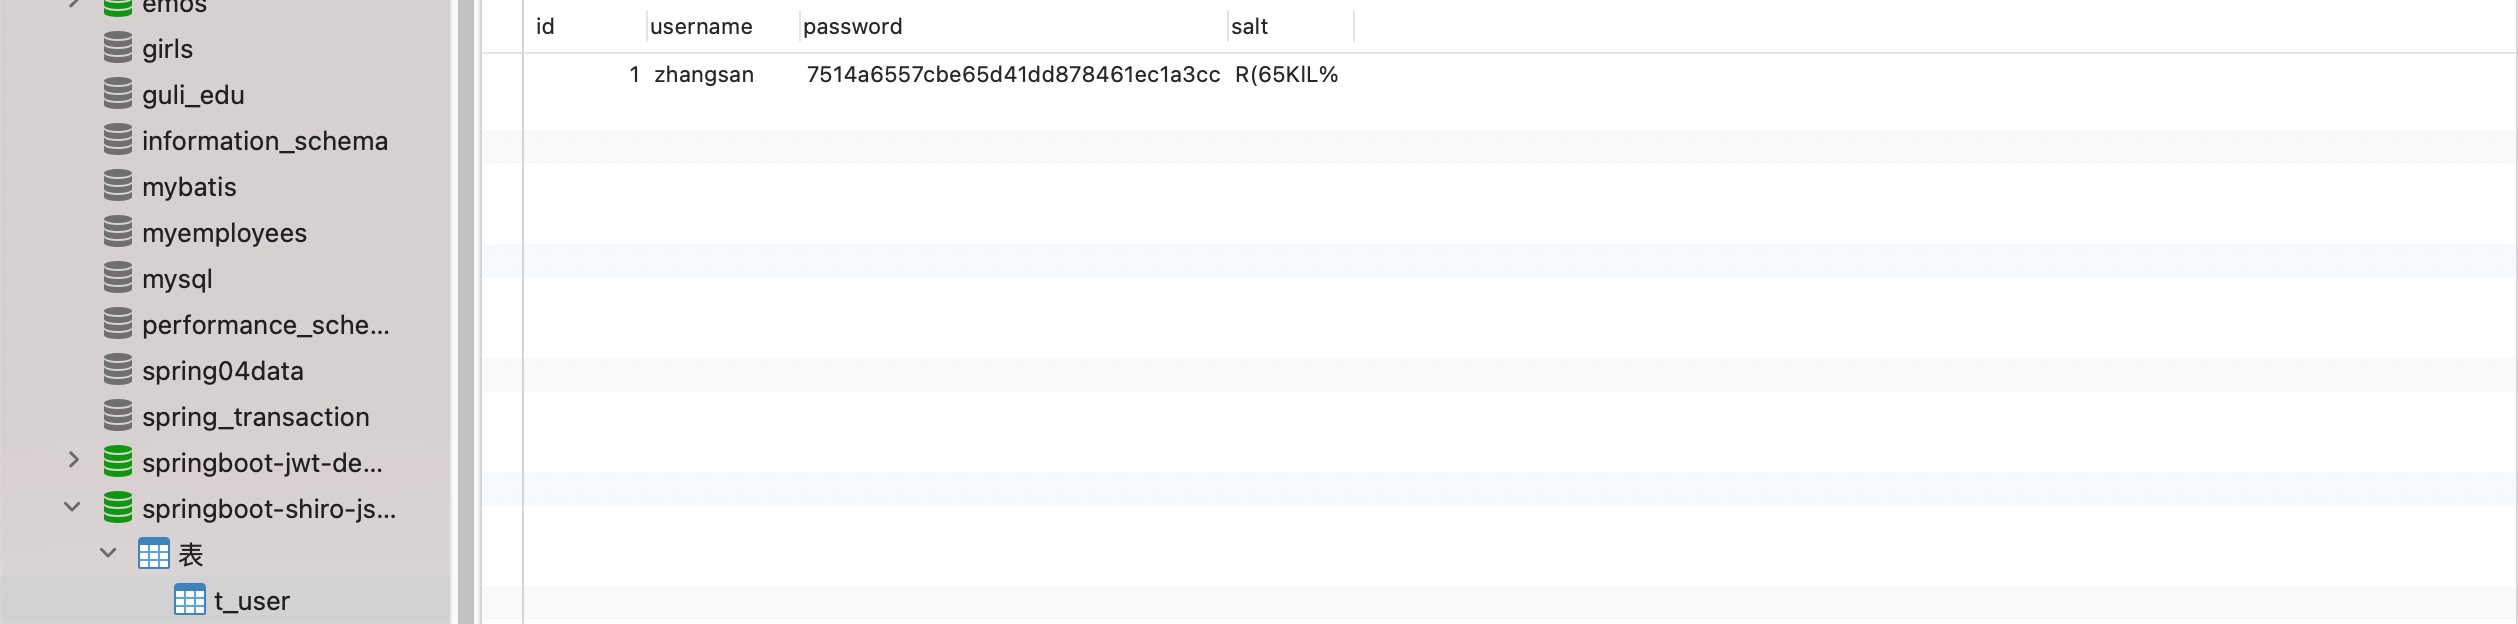 emos
girls
guli_edu
information_schema
mybatis
myemployees
mysql
performance_sche...
spring04data
spring_transaction
springboot-jwt-de...
springboot-shiro-js...
表
t_user
id username password salt
1 zhangsan 7514a6557cbe65d41dd878461ec1a3cc R(65KlL%